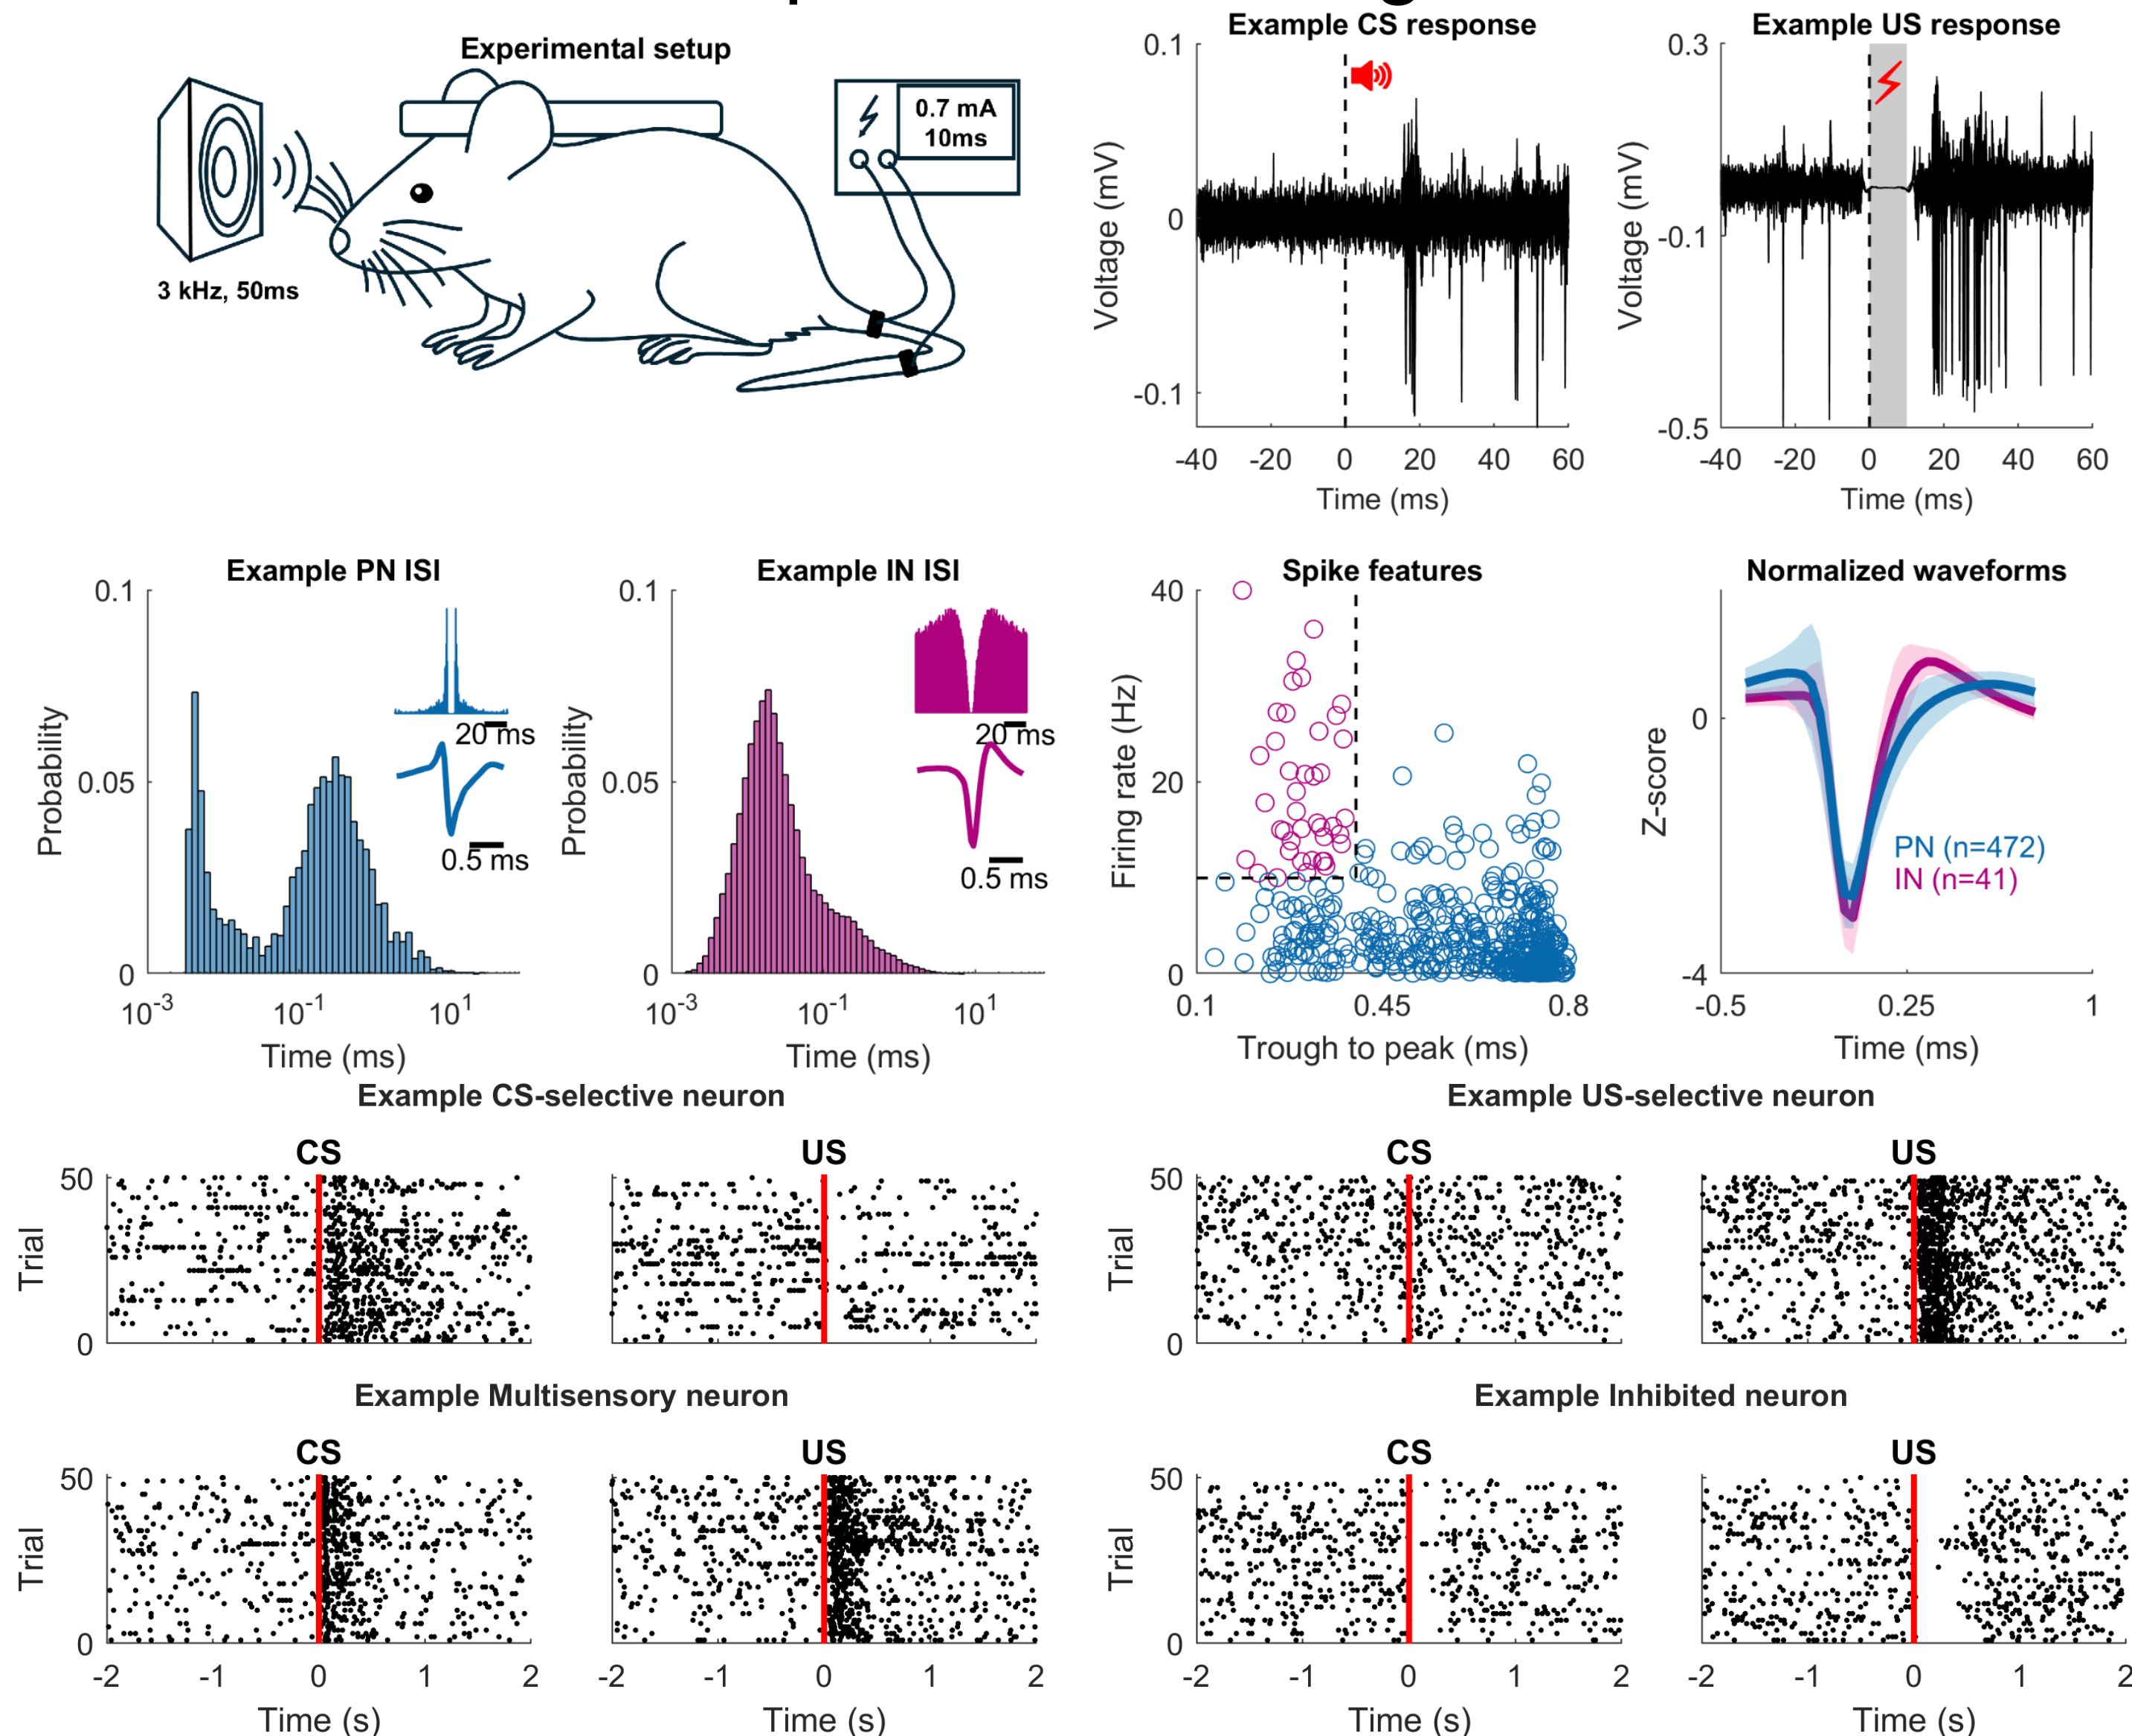 Experimental setup
0.7 mA
10ms
3 kHz, 50ms
Example CS response
0.1
0
-0.1
Voltage (mV)
-40 -20 0 20 40 60
Time (ms)
Example US response
0.3
-0.1
-0.5
Voltage (mV)
-40 -20 0 20 40 60
Time (ms)
Example PN ISI
0.1
0.05
0
Probability
20 ms
0.5 ms
10-3 10-1 101
Time (ms)
Example IN ISI
0.1
0.05
0
Probability
20 ms
0.5 ms
10-3 10-1 101
Time (ms)
Spike features
40
20
0
Firing rate (Hz)
0.1 0.45 0.8
Trough to peak (ms)
Normalized waveforms
0
-4
Z-score
PN (n=472)
IN (n=41)
-0.5 0.25 1
Time (ms)
Example CS-selective neuron
CS US
50
0
Trial
Example US-selective neuron
CS US
50
0
Trial
Example Multisensory neuron
CS US
50
0
Trial
-2 -1 0 1 2 -2 -1 0 1 2
Time (s) Time (s)
Example Inhibited neuron
CS US
50
0
Trial
-2 -1 0 1 2 -2 -1 0 1 2
Time (s) Time (s)